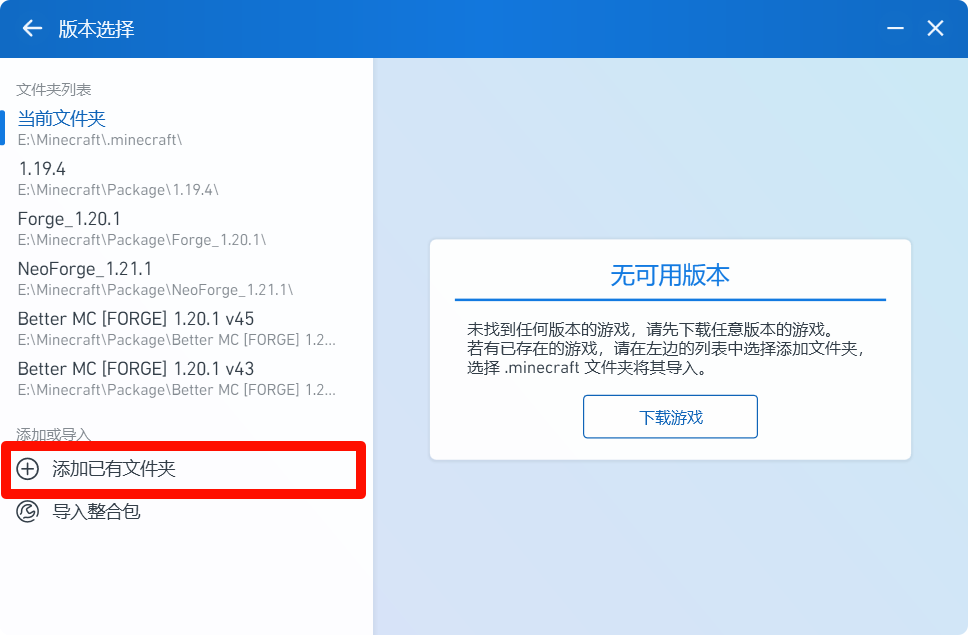 版本选择
文件夹列表
当前文件夹
E:\Minecraft\.minecraft\
1.19.4
E:\Minecraft\Package\1.19.4\
Forge_1.20.1
E:\Minecraft\Package\Forge_1.20.1\
NeoForge_1.21.1
E:\Minecraft\Package\NeoForge_1.21.1\
Better MC [FORGE] 1.20.1 v45
E:\Minecraft\Package\Better MC [FORGE] 1.2...
Better MC [FORGE] 1.20.1 v43
E:\Minecraft\Package\Better MC [FORGE] 1.2...
添加或导入
添加已有文件夹
导入整合包
无可用版本
未找到任何版本的游戏，请先下载任意版本的游戏。
若有已存在的游戏，请在左边的列表中选择添加文件夹，
选择 .minecraft 文件夹将其导入。
下载游戏